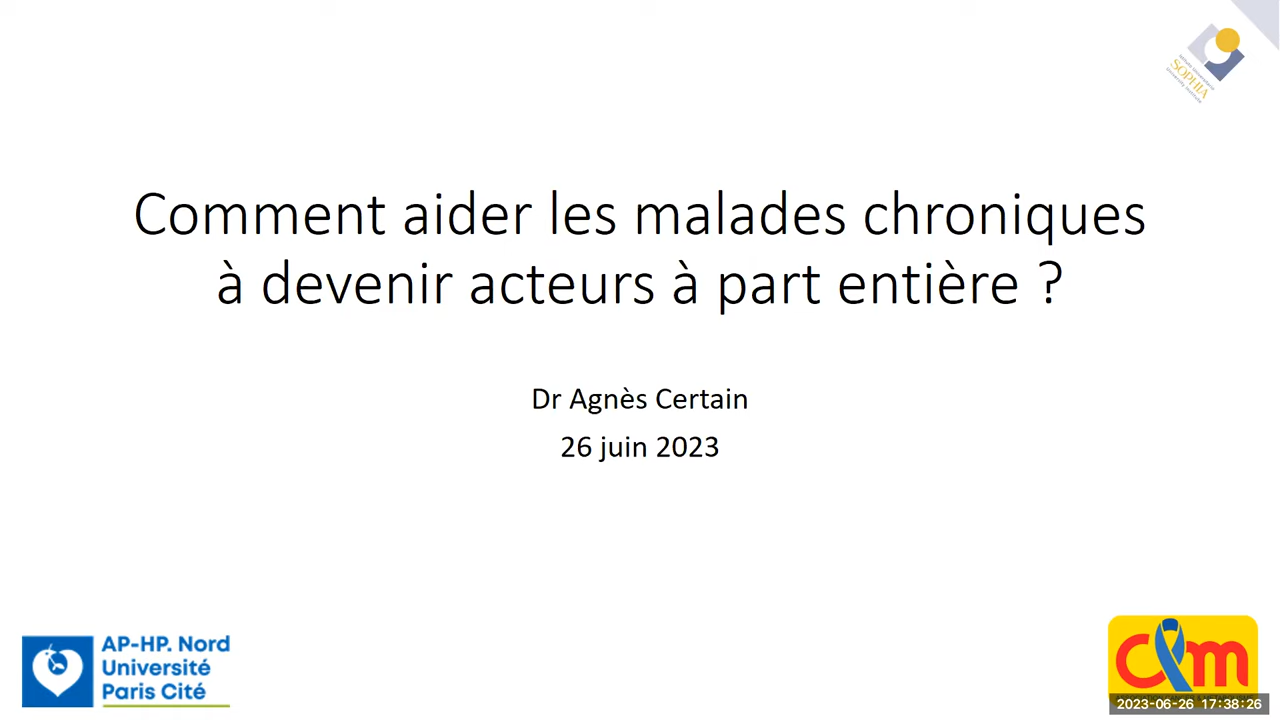 SOPHIA
Comment aider les malades chroniques
à devenir acteurs à part entière ?
Dr Agnès Certain
26 juin 2023
AP-HP. Nord
Université
Paris Cité
2023-06-26 17:38:26